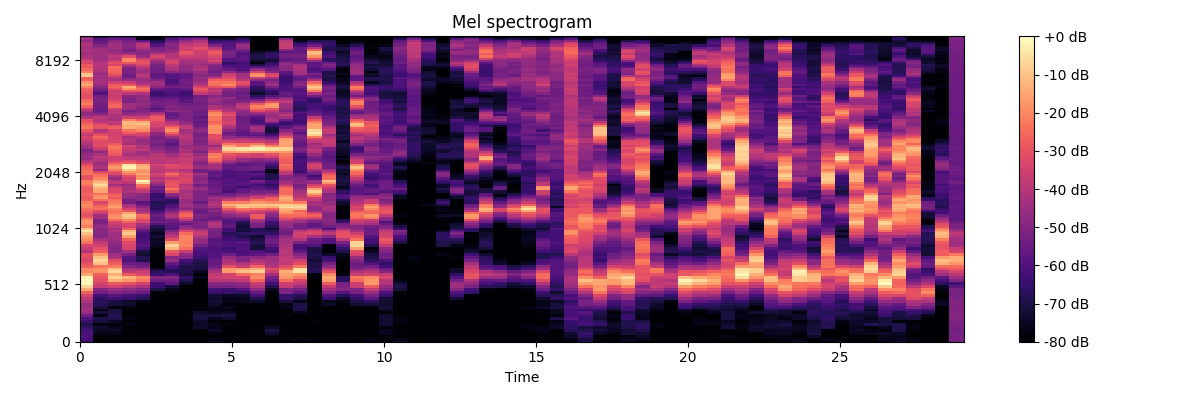 Mel spectrogram
Hz
8192
4096
2048
1024
512
0
0 5 10 15 20 25
Time
+0 dB
-10 dB
-20 dB
-30 dB
-40 dB
-50 dB
-60 dB
-70 dB
-80 dB